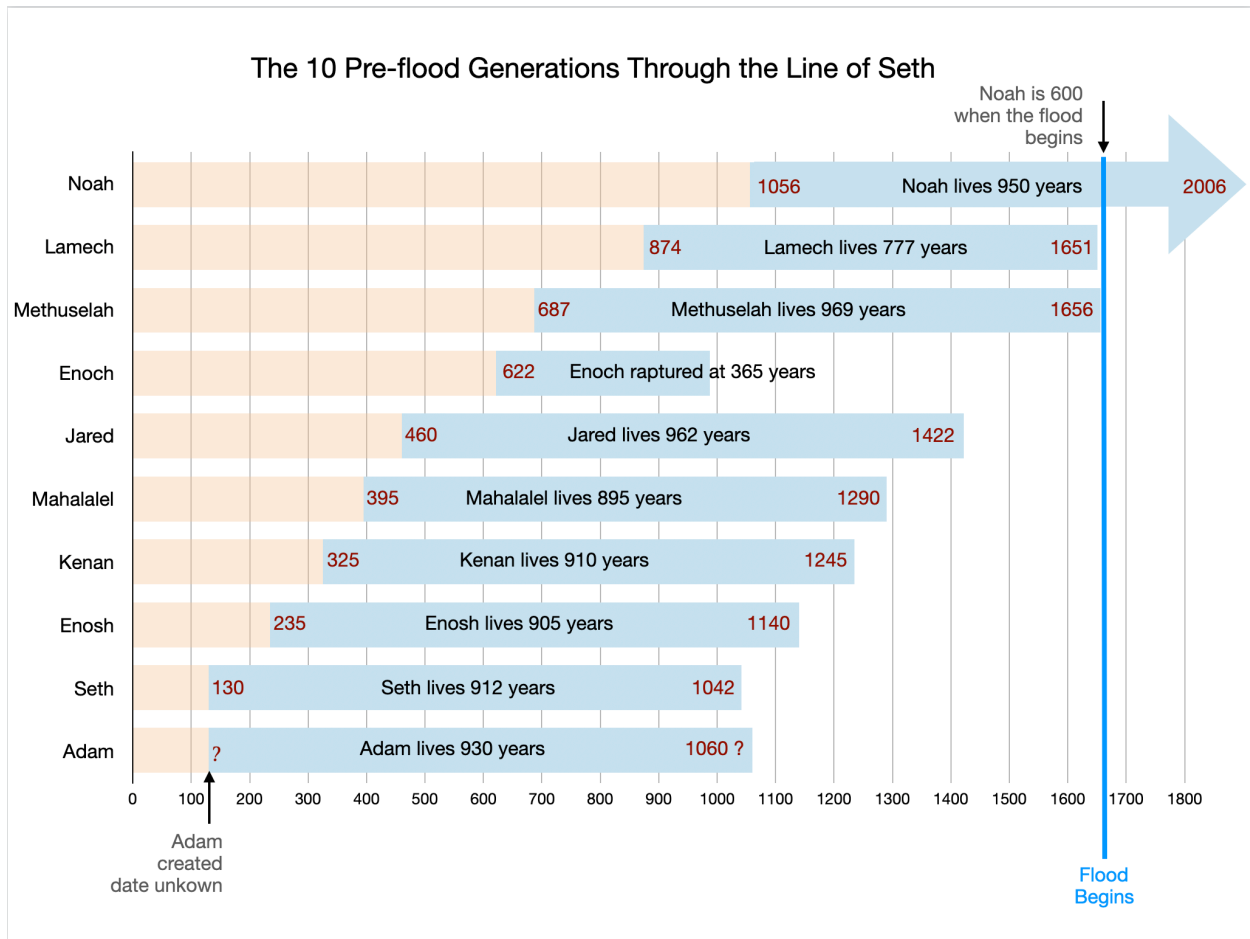 The 10 Pre-flood Generations Through the Line of Seth
Noah is 600
when the flood
begins
Noah
1056
Noah lives 950 years
2006
Lamech
874
Lamech lives 777 years
1651
Methuselah
687
Methuselah lives 969 years
1656
Enoch
622
Enoch raptured at 365 years
Jared
460
Jared lives 962 years
1422
Mahalalel
395
Mahalalel lives 895 years
1290
Kenan
325
Kenan lives 910 years
1245
Enosh
235
Enosh lives 905 years
1140
Seth
130
Seth lives 912 years
1042
Adam
?
Adam lives 930 years
1060 ?
0 100 200 300 400 500 600 700 800 900 1000 1100 1200 1300 1400 1500 1600 1700 1800
Adam
created
date unkown
Flood
Begins